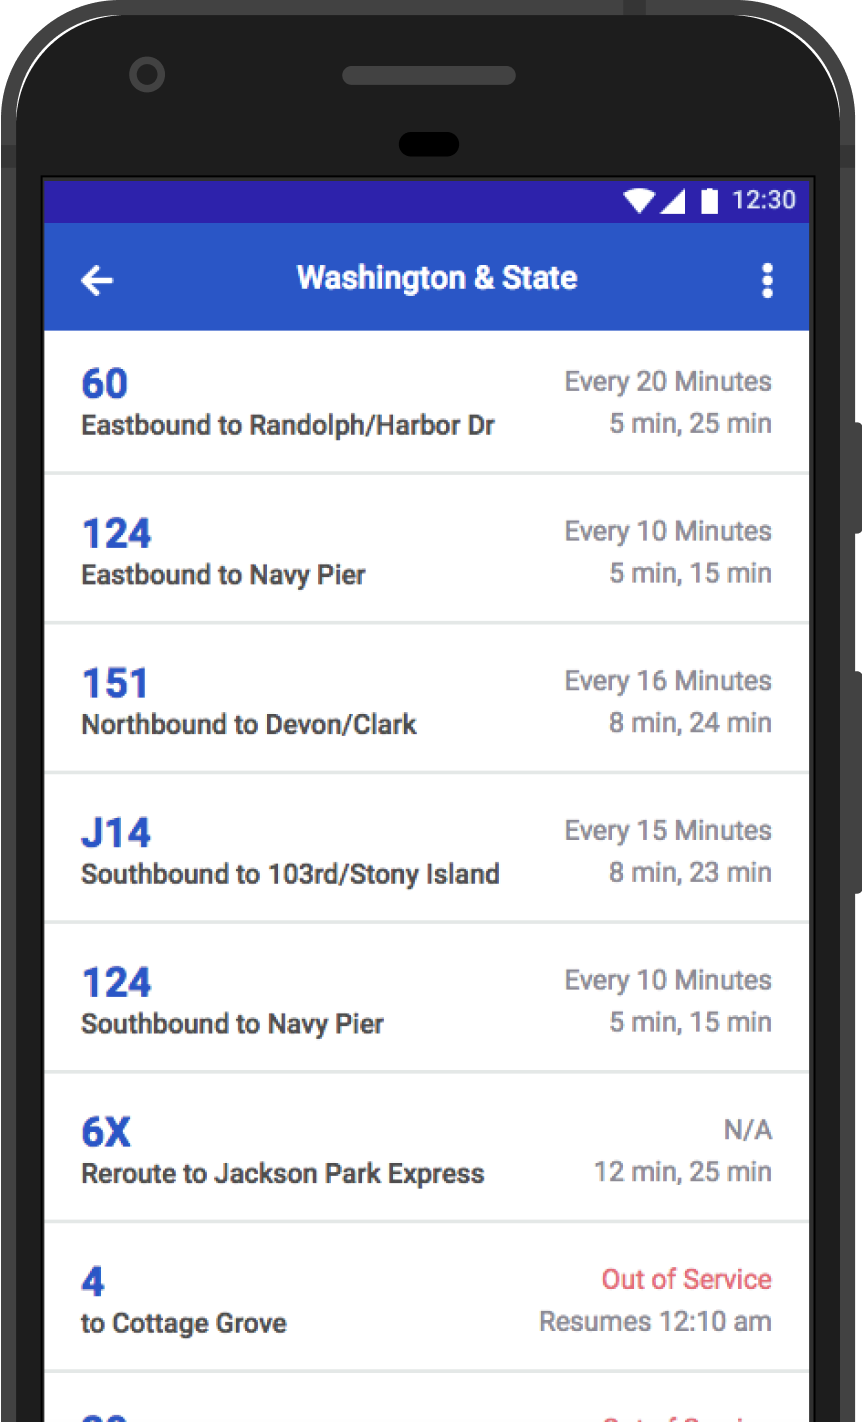 12:30
Washington & State
60
Every 20 Minutes
Eastbound to Randolph/Harbor Dr
5 min, 25 min
124
Every 10 Minutes
Eastbound to Navy Pier
5 min, 15 min
151
Every 16 Minutes
Northbound to Devon/Clark
8 min, 24 min
J14
Every 15 Minutes
Southbound to 103rd/Stony Island
8 min, 23 min
124
Every 10 Minutes
Southbound to Navy Pier
5 min, 15 min
6X
N/A
Reroute to Jackson Park Express
12 min, 25 min
4
Out of Service
to Cottage Grove
Resumes 12:10 am